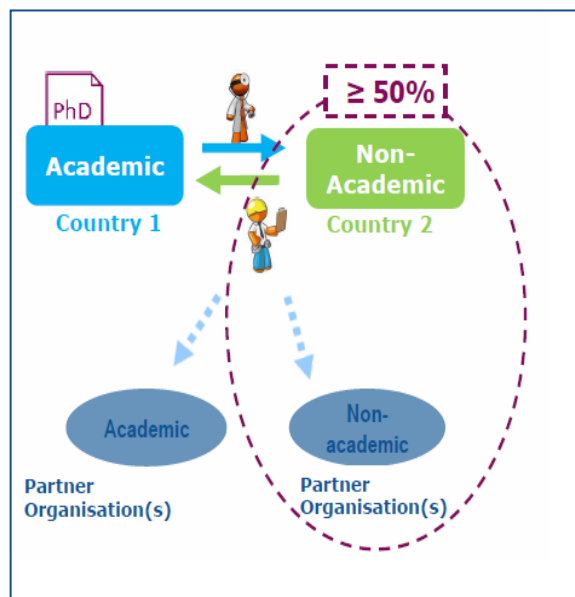 PhD
≥ 50%
Academic
Non-
Academic
Country 1
Country 2
Academic
Non-
academic
Partner
Organisation(s)
Partner
Organisation(s)